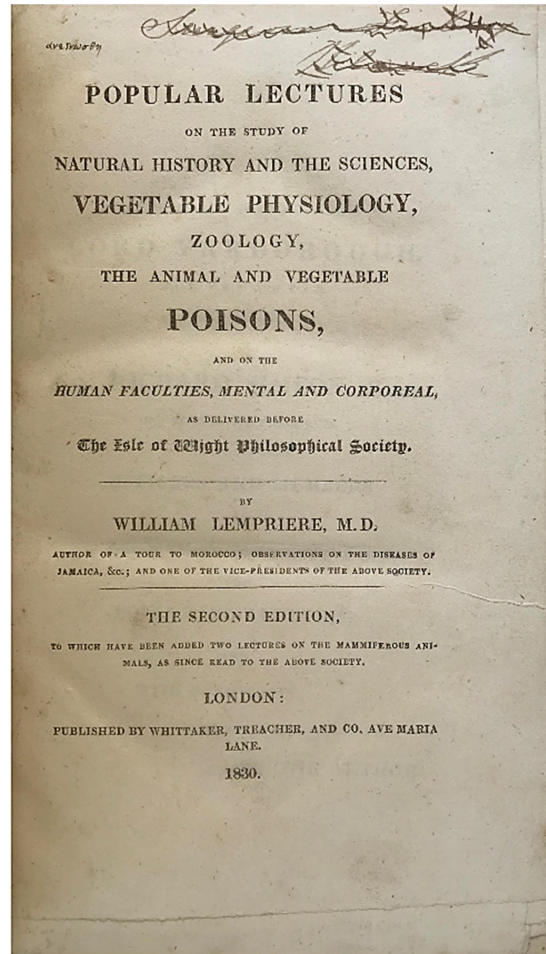 POPULAR LECTURES
ON THE STUDY OF
NATURAL HISTORY AND THE SCIENCES,
VEGETABLE PHYSIOLOGY,
ZOOLOGY,
THE ANIMAL AND VEGETABLE
POISONS,
AND ON THE
HUMAN FACULTIES, MENTAL AND CORPOREAL,
AS DELIVERED BEFORE
The Isle of Wight Philosophical Society.
BY
WILLIAM LEMPRIERE, M.D.
AUTHOR OF A TOUR TO MOROCCO; OBSERVATIONS ON THE DISEASES OF
JAMAICA, &c.; AND ONE OF THE VICE-PRESIDENTS OF THE ABOVE SOCIETY.
THE SECOND EDITION,
TO WHICH HAVE BEEN ADDED TWO LECTURES ON THE MAMMIFEROUS ANI-
MALS, AS SINCE READ TO THE ABOVE SOCIETY.
LONDON:
PUBLISHED BY WHITTAKER, TREACHER, AND CO. AVE MARIA
LANE.
1830.